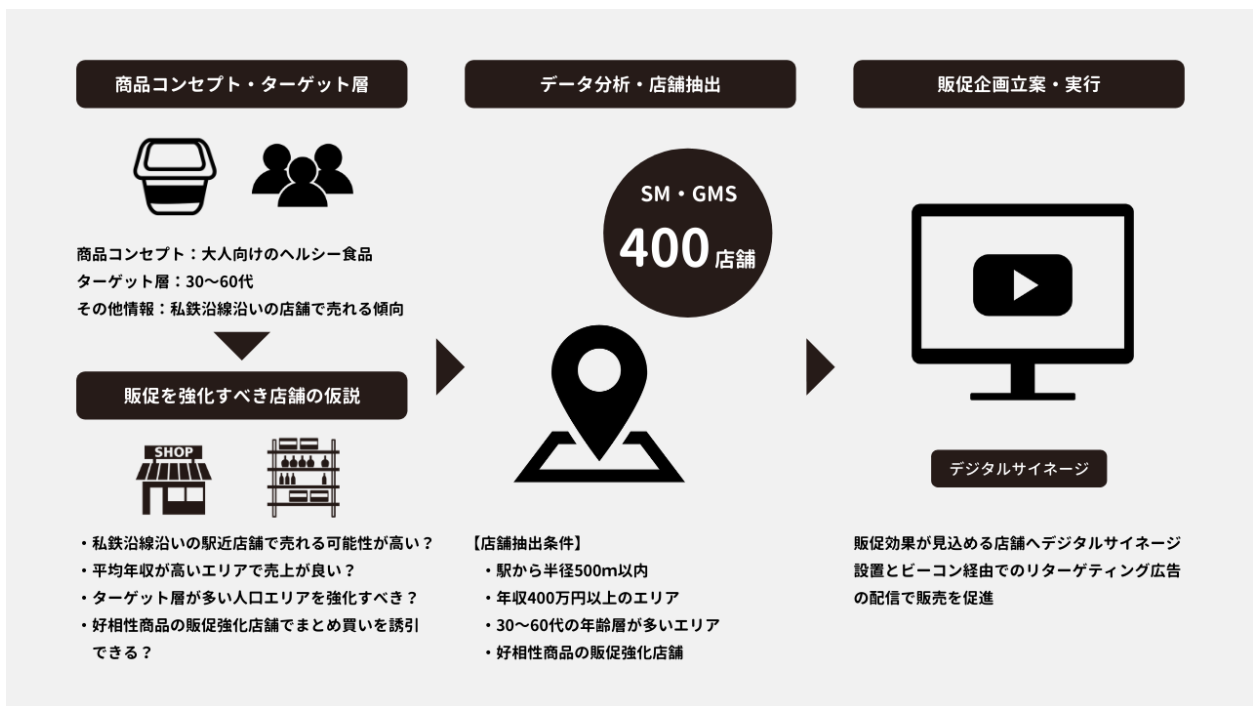 商品コンセプト・ターゲット層
商品コンセプト：大人向けのヘルシー食品
ターゲット層：30〜60代
その他情報：私鉄沿線沿いの店舗で売れる傾向
販促を強化すべき店舗の仮説
SHOP
・私鉄沿線沿いの駅近店舗で売れる可能性が高い？
・平均年収が高いエリアで売上が良い？
・ターゲット層が多い人口エリアを強化すべき？
・好相性商品の販促強化店舗でまとめ買いを誘引
できる？
データ分析・店舗抽出
SM・GMS
400店舗
【店舗抽出条件】
・駅から半径500m以内
・年収400万円以上のエリア
・30〜60代の年齢層が多いエリア
・好相性商品の販促強化店舗
販促企画立案・実行
デジタルサイネージ
販促効果が見込める店舗へデジタルサイネージ
設置とビーコン経由でのリターゲティング広告
の配信で販売を促進